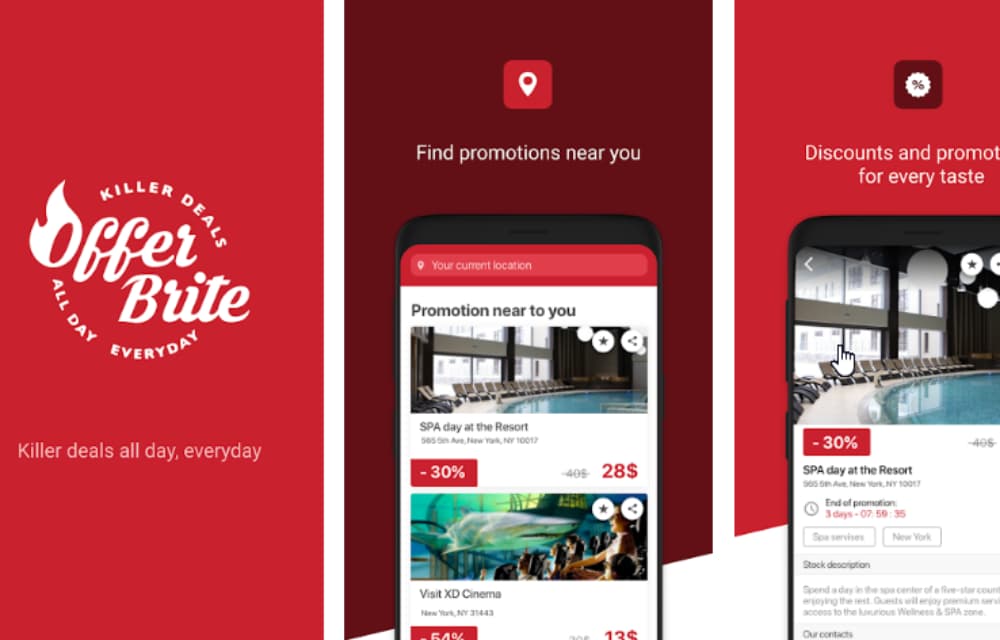 KILLER DEALS
Offer
Brite
ALL DAY EVERYDAY
Killer deals all day, everyday
Find promotions near you
Your current location
Promotion near to you
SPA day at the Resort
565 5th Ave, New York, NY 10017
- 30%
40$
28$
Visit XD Cinema
New York, NY 31443
- 54%
13$
%
Discounts and
for every taste
- 30%
40$
SPA day at the Resort
565 5th Ave, New York, NY 10017
End of promotion:
3 days - 07: 59 : 35
Spa servises
New York
Stock description
Spend a day in the spa center of a five-star
enjoying the rest. Guests will enjoy premium
access to the luxurious Wellness & SPA zone.
Our contacts